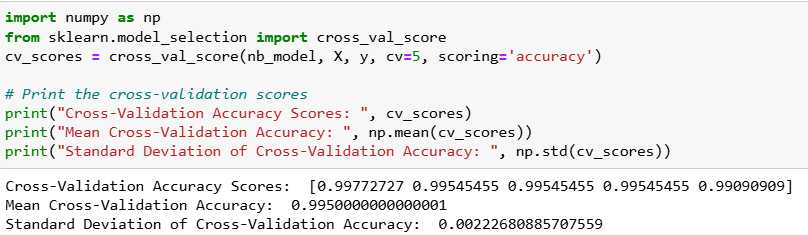 import numpy as np
from sklearn.model_selection import cross_val_score
cv_scores = cross_val_score(nb_model, X, y, cv=5, scoring='accuracy')
# Print the cross-validation scores
print("Cross-Validation Accuracy Scores: ", cv_scores)
print("Mean Cross-Validation Accuracy: ", np.mean(cv_scores))
print("Standard Deviation of Cross-Validation Accuracy: ", np.std(cv_scores))
Cross-Validation Accuracy Scores:  [0.99772727 0.99545455 0.99545455 0.99545455 0.99090909]
Mean Cross-Validation Accuracy:  0.9950000000000001
Standard Deviation of Cross-Validation Accuracy:  0.00222680885707559